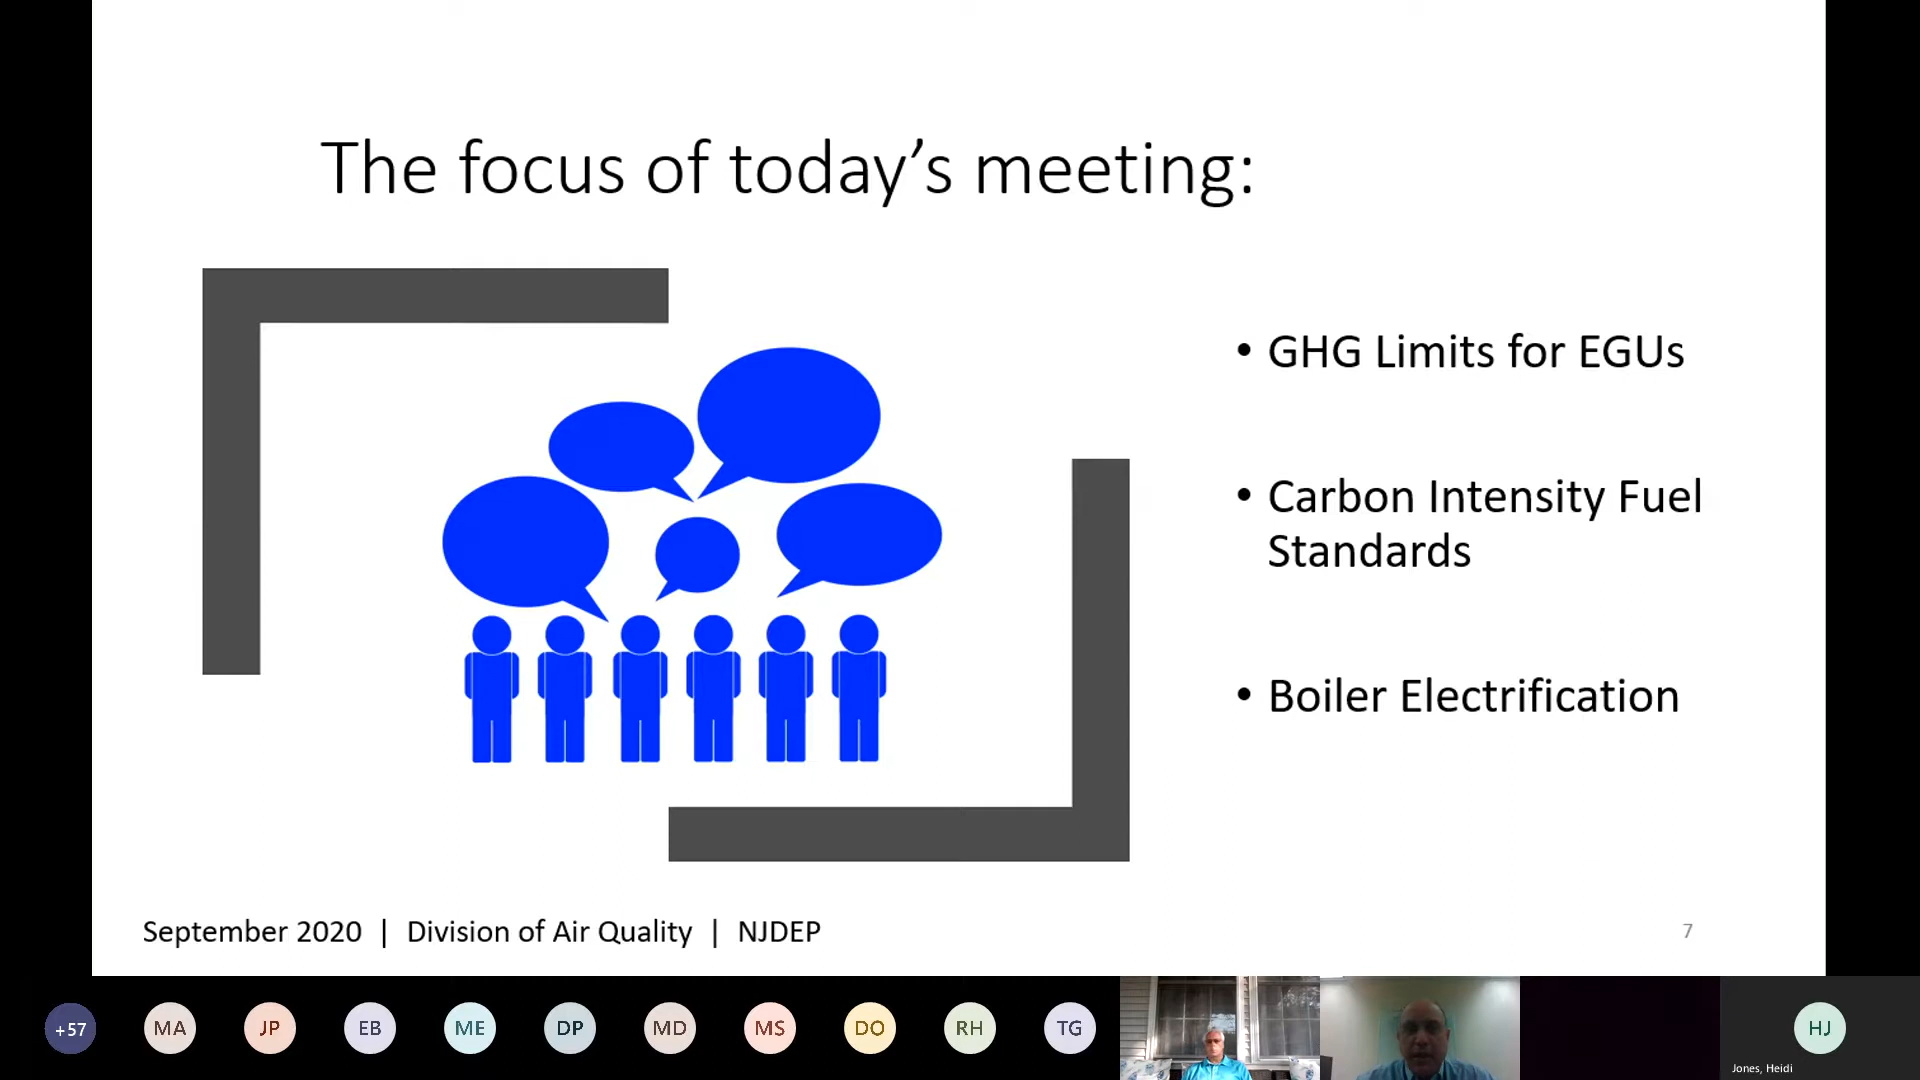 The focus of today’s meeting:
• GHG Limits for EGUs
• Carbon Intensity Fuel
Standards
• Boiler Electrification
September 2020 | Division of Air Quality | NJDEP
7
+57
MA
JP
EB
ME
DP
MD
MS
DO
RH
TG
HJ
Jones, Heidi